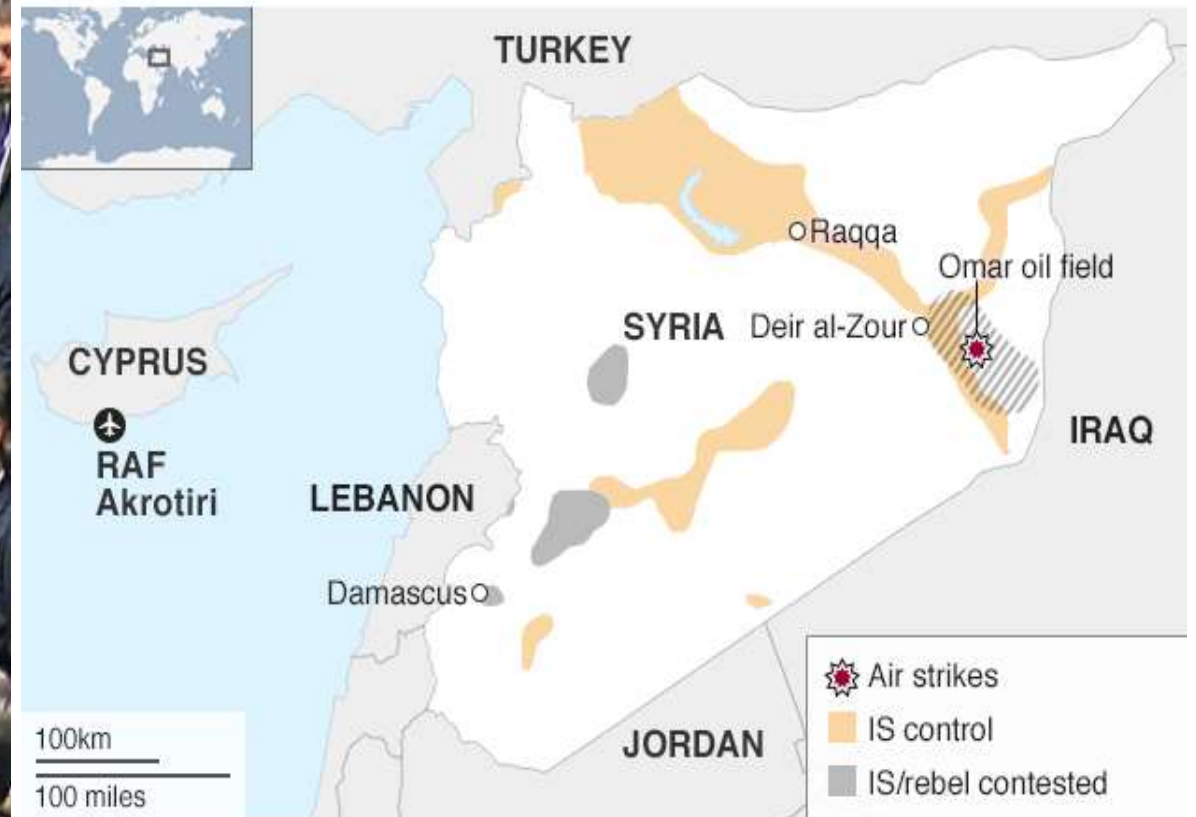 TURKEY
Raqqa
Omar oil field
SYRIA
Deir al-Zour
CYPRUS
IRAQ
RAF
Akrotiri
LEBANON
Damascus
Air strikes
IS control
JORDAN
IS/rebel contested
100km
100 miles